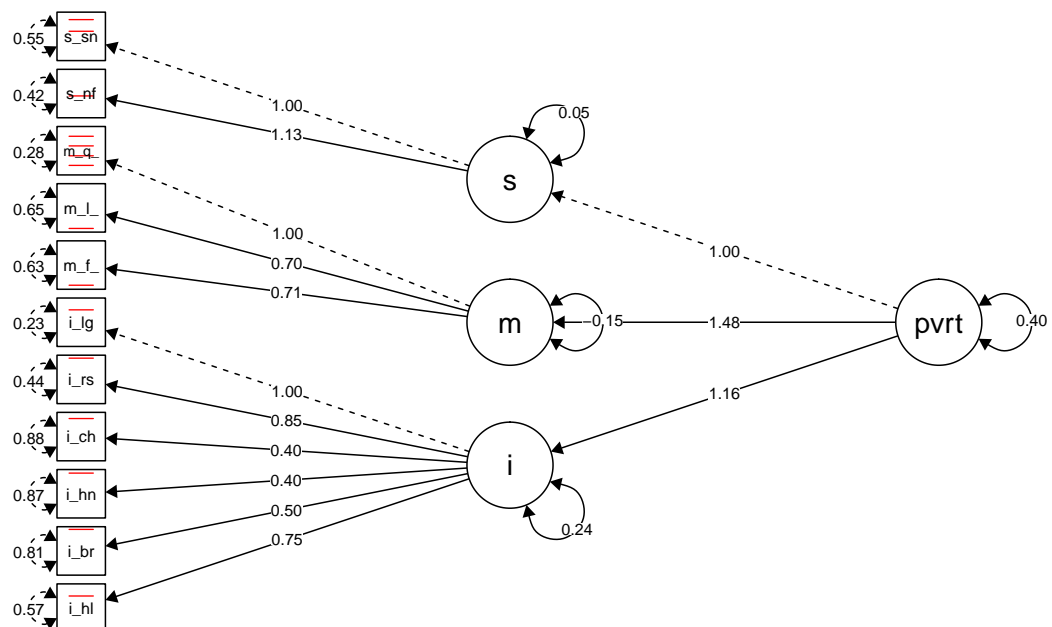 0.55
s_sn
0.42
s_nf
0.28
m_q_
0.65
m_l_
0.63
m_f_
0.23
i_lg
0.44
i_rs
0.88
i_ch
0.87
i_hn
0.81
i_br
0.57
i_hl
1.00
1.13
1.00
0.70
0.71
1.00
0.85
0.40
0.40
0.50
0.75
0.05
s
m
−0.15
i
0.24
1.00
1.48
1.16
pvrt
0.40